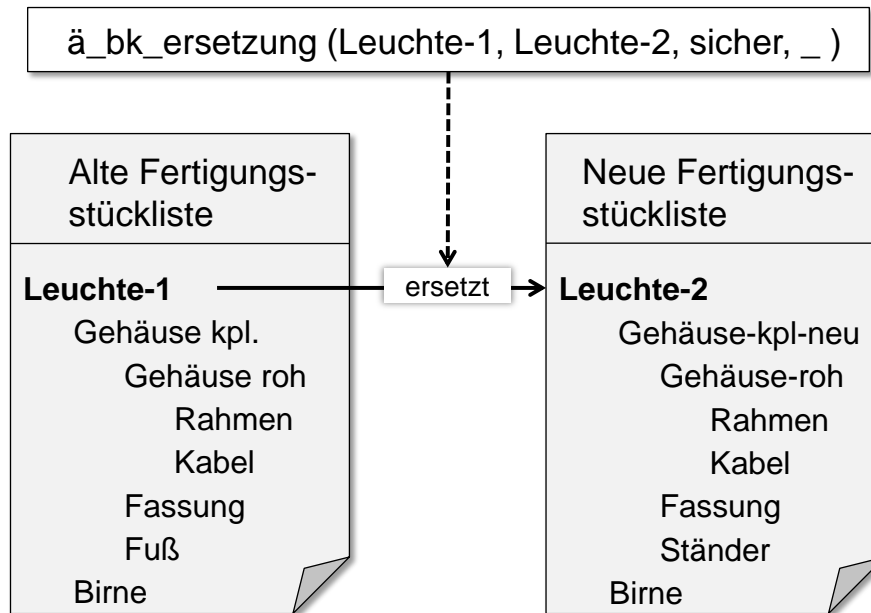 ä_bk_ersetzung (Leuchte-1, Leuchte-2, sicher, _ )
Alte Fertigungs-
stückliste
Leuchte-1
Gehäuse kpl.
Gehäuse roh
Rahmen
Kabel
Fassung
Fuß
Birne
ersetzt
Neue Fertigungs-
stückliste
Leuchte-2
Gehäuse-kpl-neu
Gehäuse-roh
Rahmen
Kabel
Fassung
Ständer
Birne